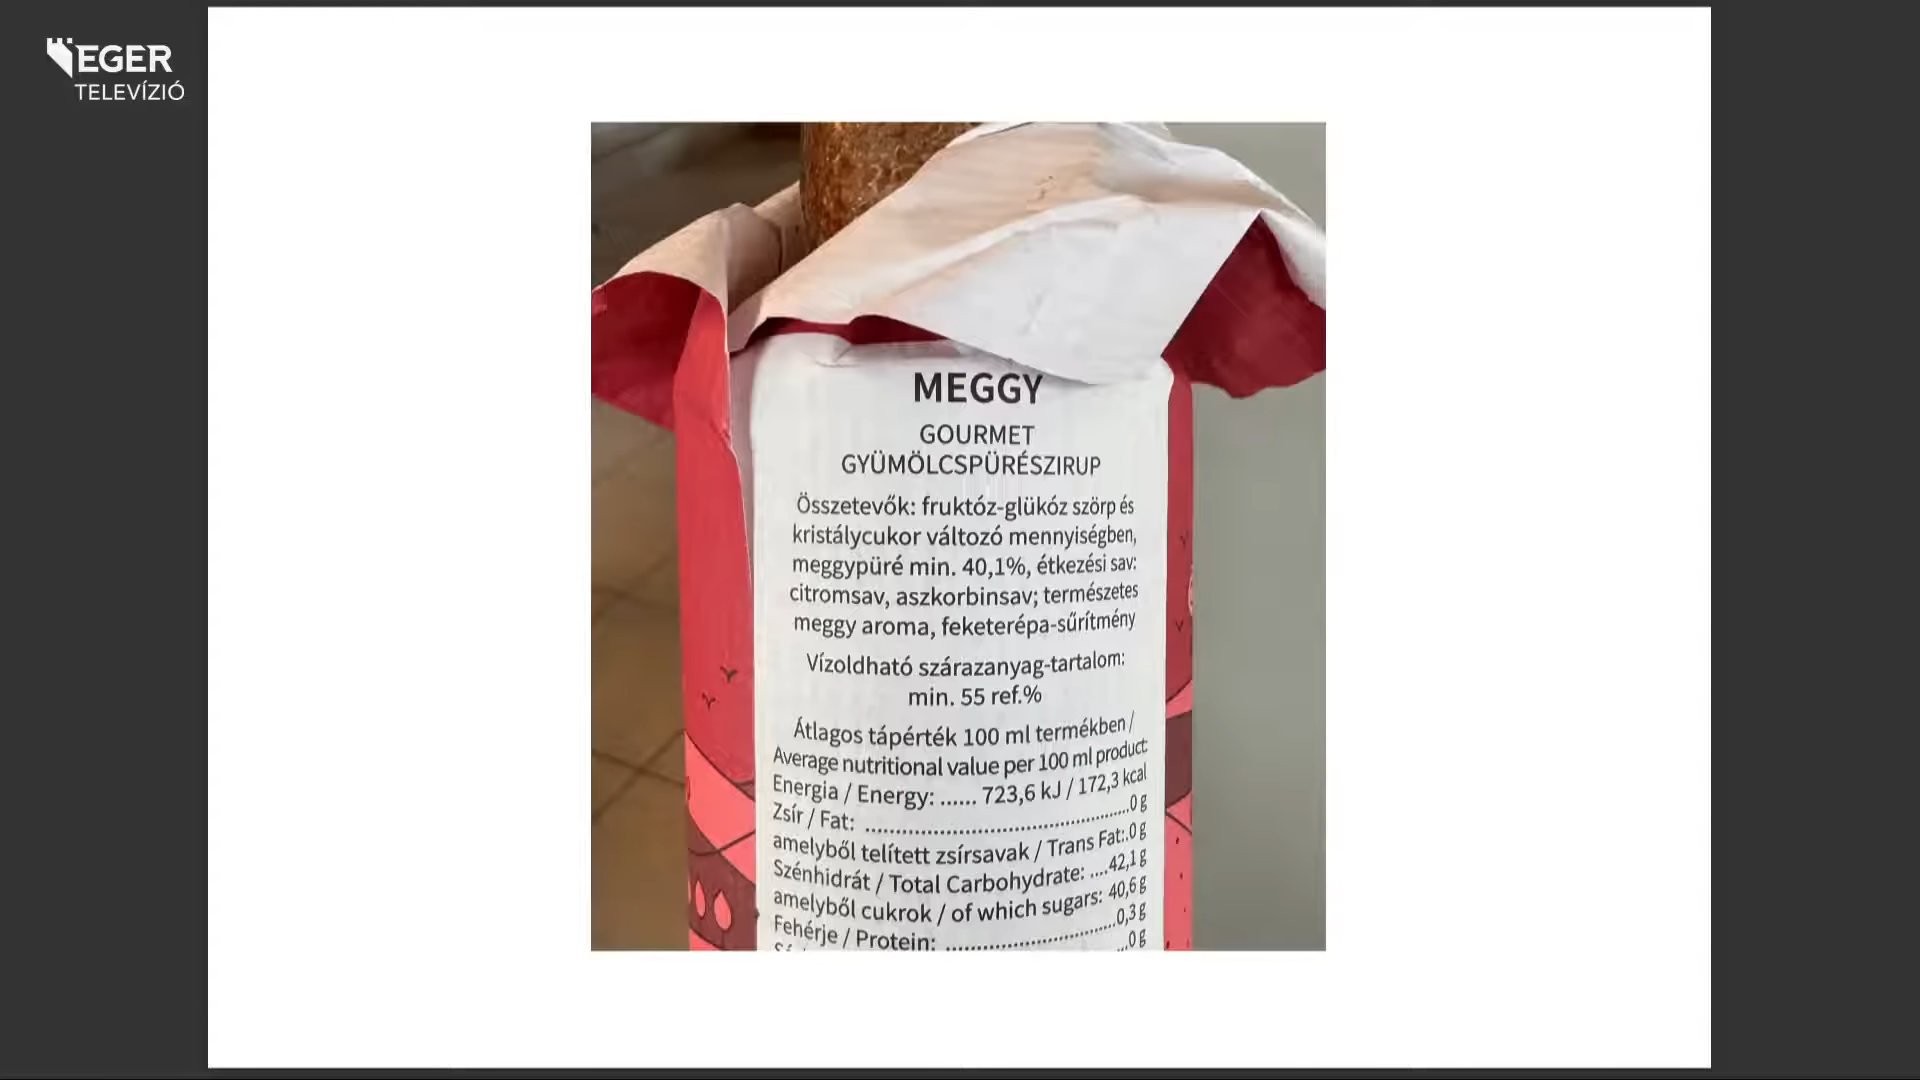 EGER
TELEVÍZIÓ
MEGGY
GOURMET
GYÜMÖLCSPÜRÉSZIRUP
Összetevők: fruktóz-glükóz szörp és
kristálycukor változó mennyiségben,
meggypüré min. 40,1%, étkezési sav:
citromsav, aszkorbinsav; természetes
meggy aroma, feketerépa-sűrítmény
Vízoldható szárazanyag-tartalom:
min. 55 ref.%
Átlagos tápérték 100 ml termékben /
Average nutritional value per 100 ml product:
Energia / Energy: ...... 723,6 kJ / 172,3 kcal
Zsír / Fat: ........................................0 g
amelyből telített zsírsavak / Trans Fat:..0 g
Szénhidrát / Total Carbohydrate: ....42,1 g
amelyből cukrok / of which sugars: 40,6 g
Fehérje / Protein: ..........................0,3 g
...0 g